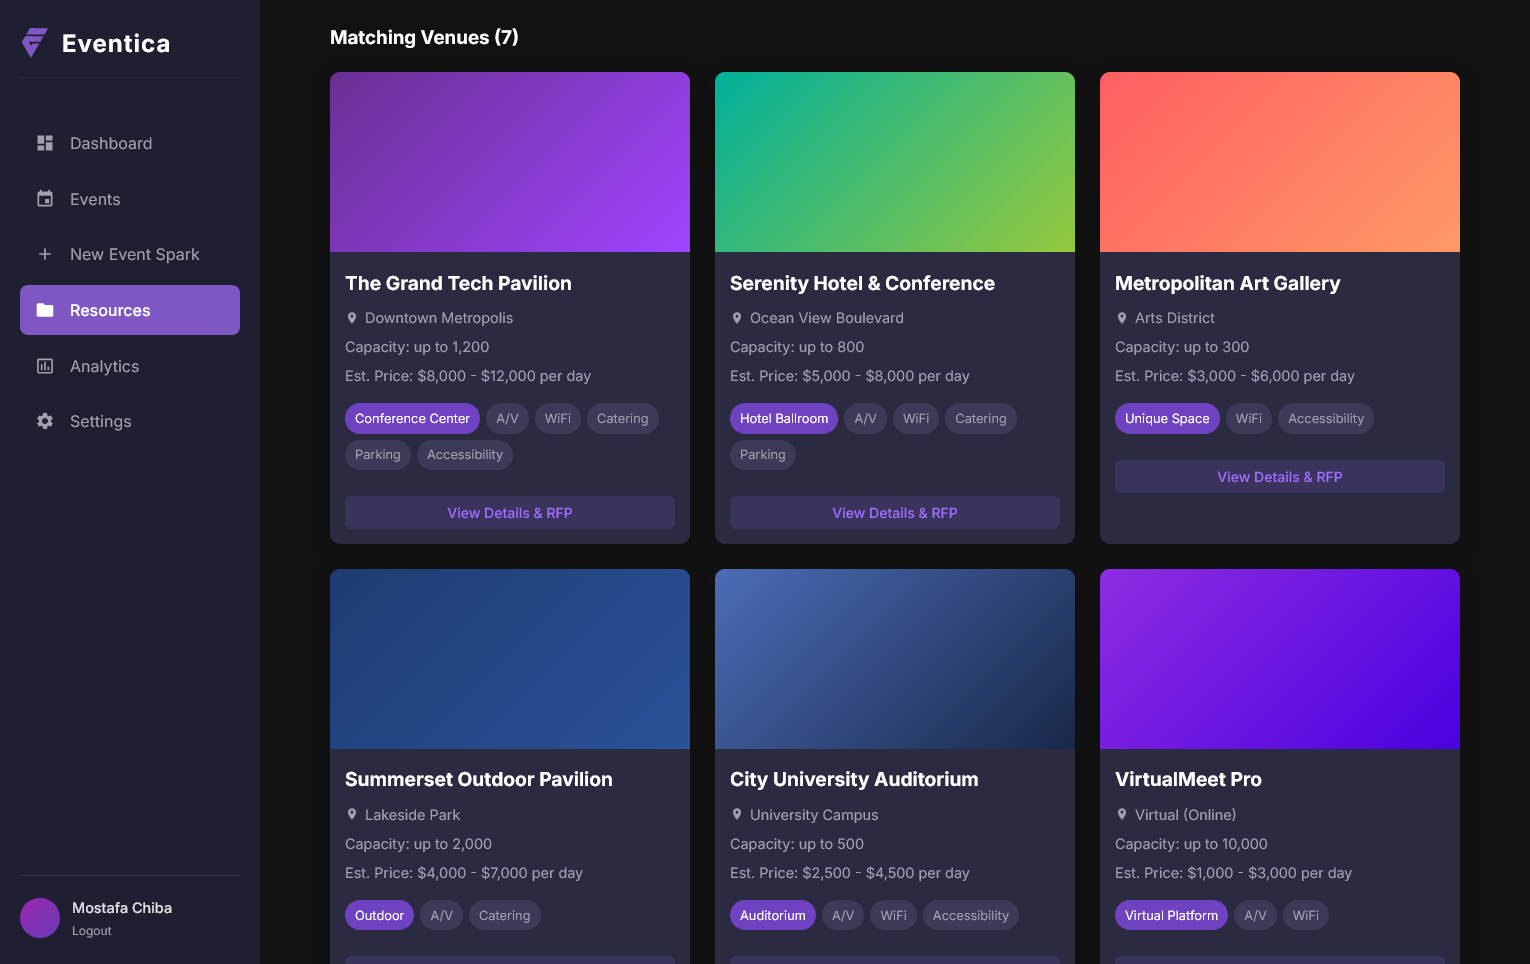 Eventica
Dashboard
Events
New Event Spark
Resources
Analytics
Settings
Mostafa Chiba
Logout
Matching Venues (7)
The Grand Tech Pavilion
Downtown Metropolis
Capacity: up to 1,200
Est. Price: $8,000 - $12,000 per day
Conference Center A/V WiFi Catering
Parking Accessibility
View Details & RFP
Serenity Hotel & Conference
Ocean View Boulevard
Capacity: up to 800
Est. Price: $5,000 - $8,000 per day
Hotel Ballroom A/V WiFi Catering
Parking
View Details & RFP
Metropolitan Art Gallery
Arts District
Capacity: up to 300
Est. Price: $3,000 - $6,000 per day
Unique Space WiFi Accessibility
View Details & RFP
Summerset Outdoor Pavilion
Lakeside Park
Capacity: up to 2,000
Est. Price: $4,000 - $7,000 per day
Outdoor A/V Catering
City University Auditorium
University Campus
Capacity: up to 500
Est. Price: $2,500 - $4,500 per day
Auditorium A/V WiFi Accessibility
VirtualMeet Pro
Virtual (Online)
Capacity: up to 10,000
Est. Price: $1,000 - $3,000 per day
Virtual Platform A/V WiFi